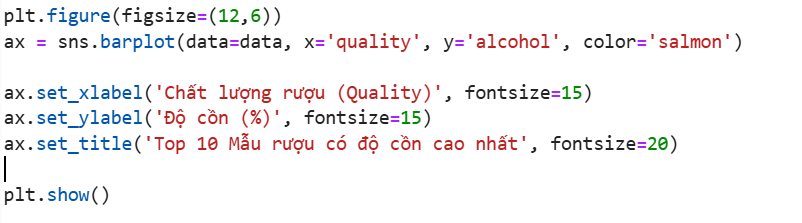 plt.figure(figsize=(12,6))
ax = sns.barplot(data=data, x='quality', y='alcohol', color='salmon')
ax.set_xlabel('Chất lượng rượu (Quality)', fontsize=15)
ax.set_ylabel('Độ cồn (%)', fontsize=15)
ax.set_title('Top 10 Mẫu rượu có độ cồn cao nhất', fontsize=20)
plt.show()